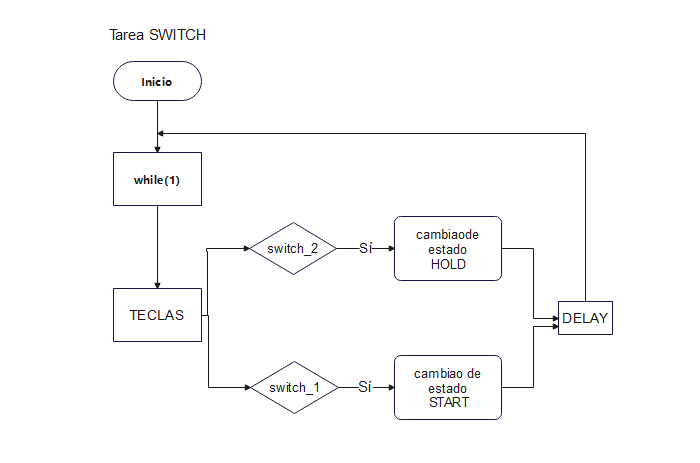 Tarea SWITCH
Inicio
while(1)
TECLAS
switch_2
Sí
cambiaode
estado
HOLD
DELAY
switch_1
Sí
cambiao de
estado
START